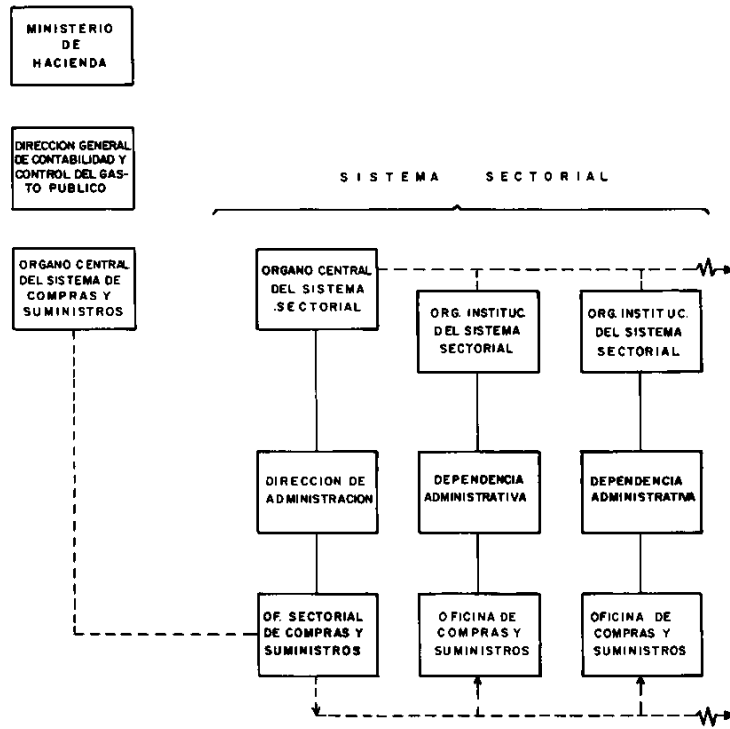 MINISTERIO
DE
HACIENDA
DIRECCION GENERAL
DE CONTABILIDAD Y
CONTROL DEL GAS-
TO PUBLICO
SISTEMA SECTORIAL
ORGANO CENTRAL
DEL SISTEMA DE
COMPRAS Y
SUMINISTROS
ORGANO CENTRAL
DEL SISTEMA
.SECTORIAL
ORG. INSTITUC.
DEL SISTEMA
SECTORIAL
ORG. INSTITUC.
DEL SISTEMA
SECTORIAL
DIRECCION DE
ADMINISTRACION
DEPENDENCIA
ADMINISTRATIVA
DEPENDENCIA
ADMINISTRATIVA
OF. SECTORIAL
DE COMPRAS Y
SUMINISTROS
OFICINA DE
COMPRAS Y
SUMINISTROS
OFICINA DE
COMPRAS Y
SUMINISTROS